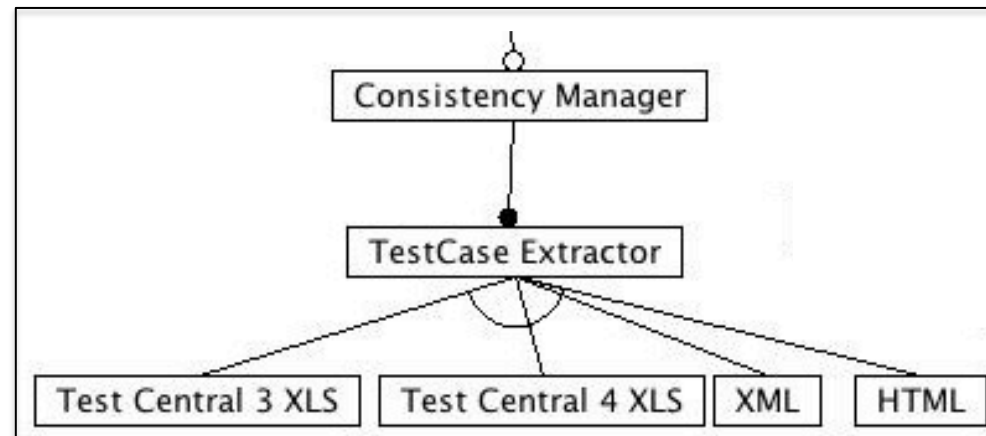 Consistency Manager
TestCase Extractor
Test Central 3 XLS
Test Central 4 XLS
XML
HTML